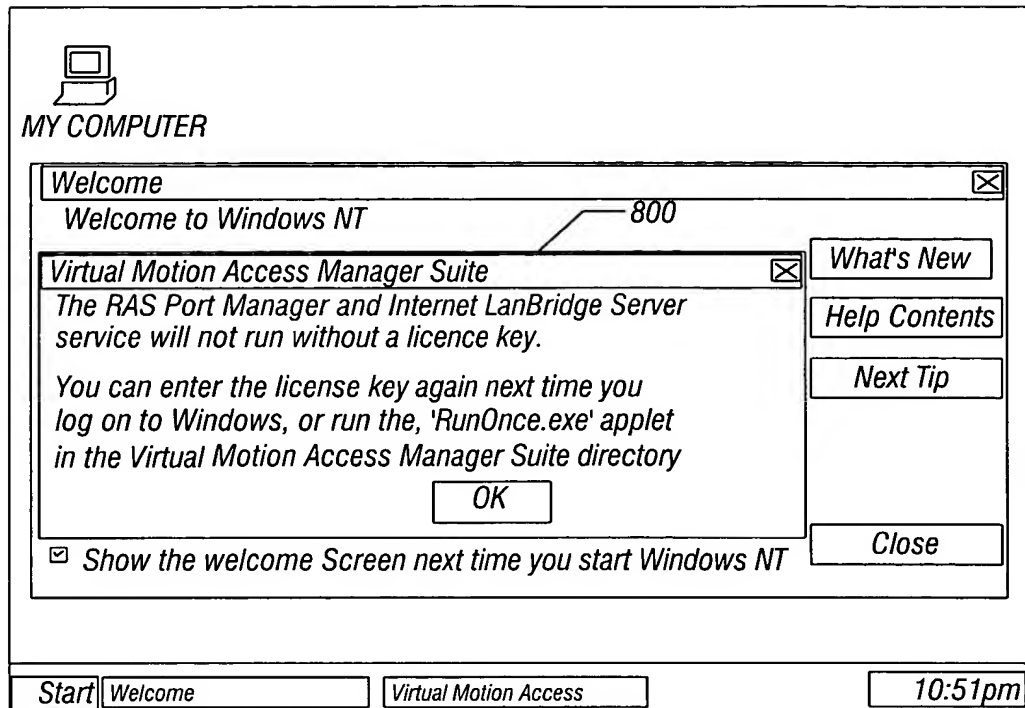 MY COMPUTER
Welcome
Welcome to Windows NT
800
Virtual Motion Access Manager Suite
The RAS Port Manager and Internet LanBridge Server
service will not run without a licence key.
You can enter the license key again next time you
log on to Windows, or run the, 'RunOnce.exe' applet
in the Virtual Motion Access Manager Suite directory
OK
What's New
Help Contents
Next Tip
Close
Show the welcome Screen next time you start Windows NT
Start
Welcome
Virtual Motion Access
10:51pm